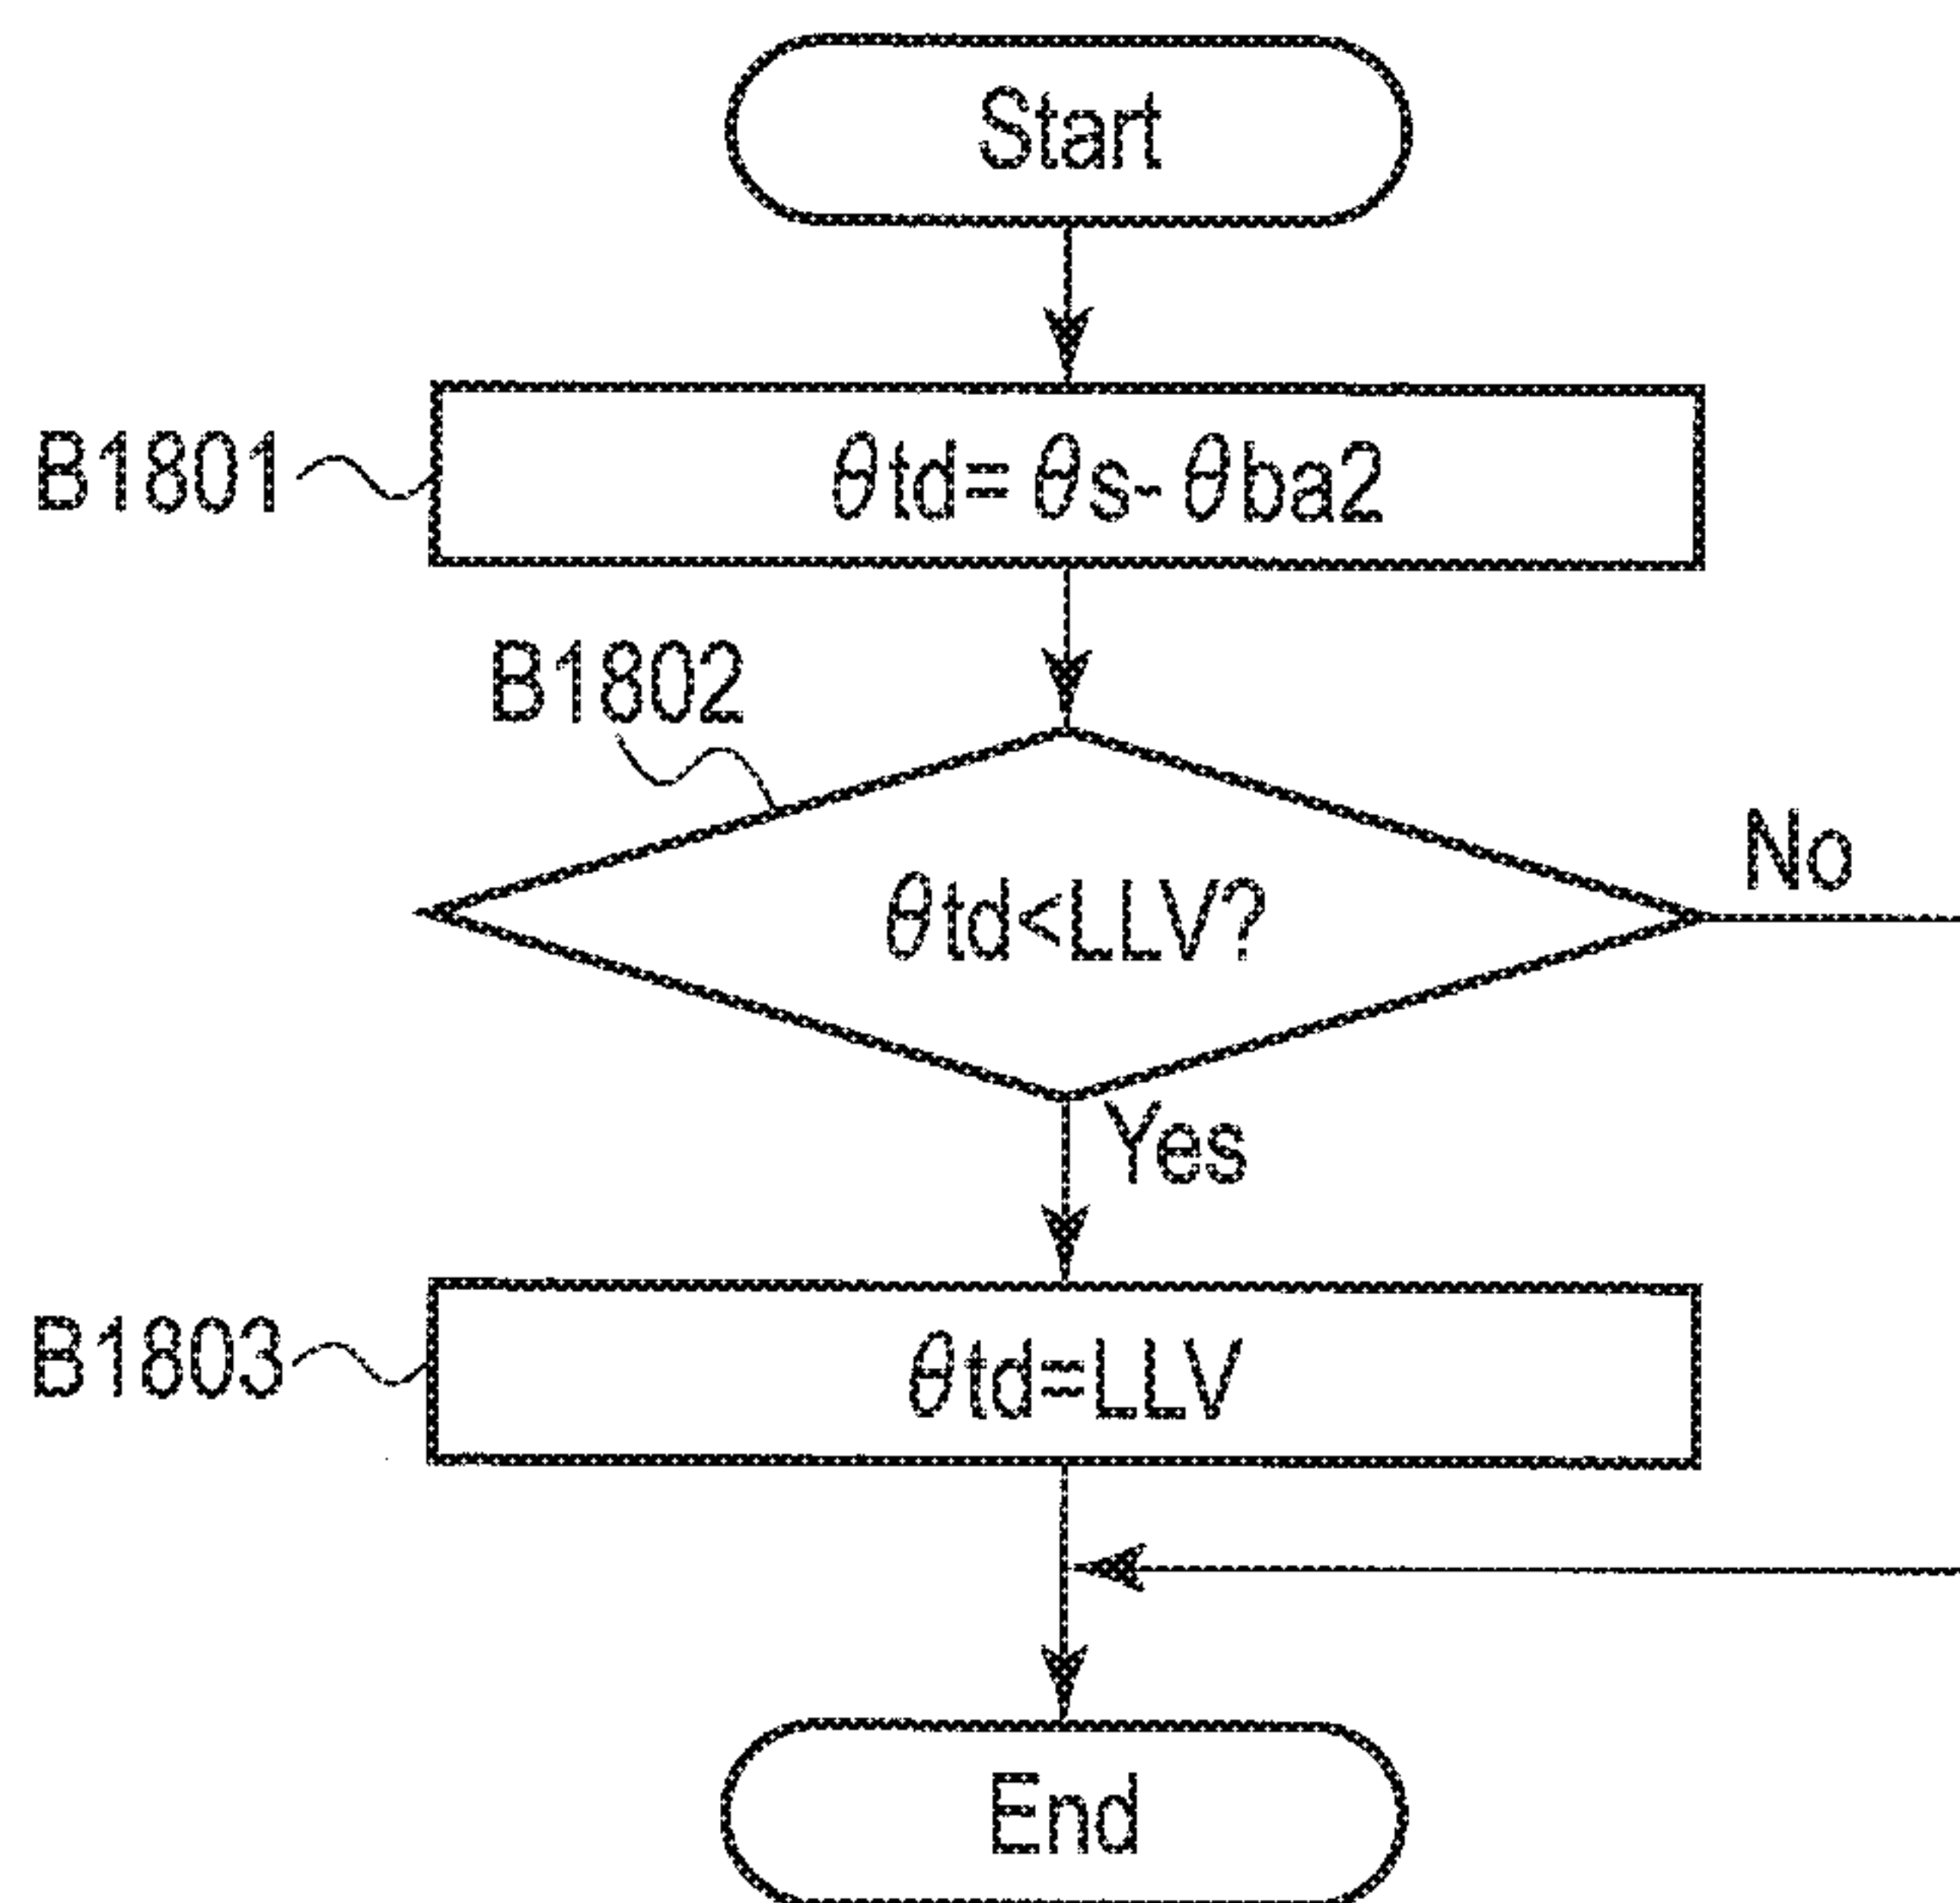 Start
B1801
θtd= θs- θba2
B1802
No
θtd<LLV?
Yes
B1803
θtd=LLV
End